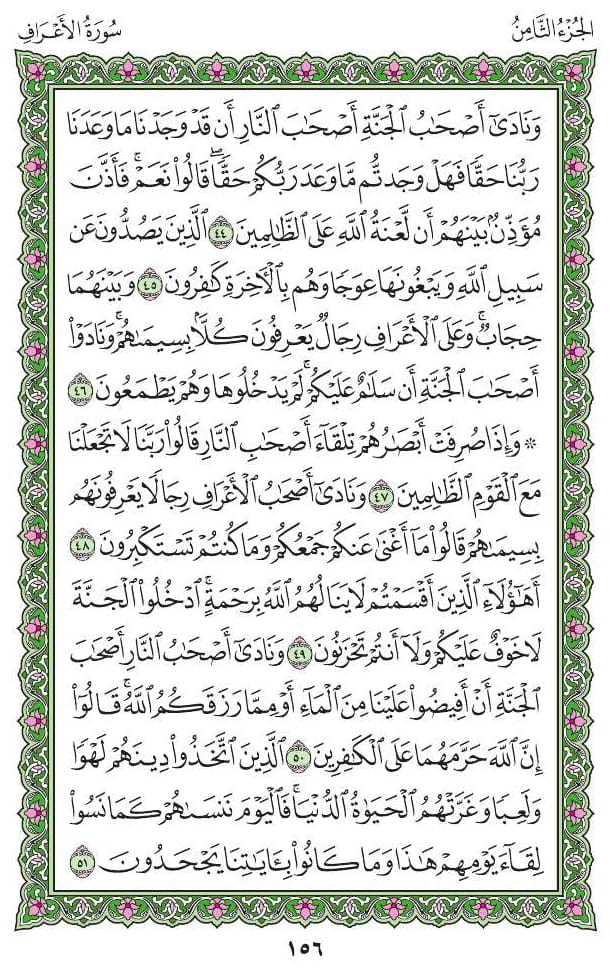 الجُزْءُ الثَّامِنُ
سُورَةُ الأَعْرَافِ
وَنَادَىٰٓ أَصۡحَٰبُ ٱلۡجَنَّةِ أَصۡحَٰبَ ٱلنَّارِ أَن قَدۡ وَجَدۡنَا مَا وَعَدَنَا
رَبُّنَا حَقّٗا فَهَلۡ وَجَدتُّم مَّا وَعَدَ رَبُّكُمۡ حَقّٗاۖ قَالُواْ نَعَمۡۚ فَأَذَّنَ
مُؤَذِّنُۢ بَيۡنَهُمۡ أَن لَّعۡنَةُ ٱللَّهِ عَلَى ٱلظَّٰلِمِينَ ٤٤ ٱلَّذِينَ يَصُدُّونَ عَن
سَبِيلِ ٱللَّهِ وَيَبۡغُونَهَا عِوَجٗا وَهُم بِٱلۡأٓخِرَةِ كَٰفِرُونَ ٤٥ وَبَيۡنَهُمَا
حِجَابٞۚ وَعَلَى ٱلۡأَعۡرَافِ رِجَالٞ يَعۡرِفُونَ كُلَّۢا بِسِيمَىٰهُمۡۚ وَنَادَوۡاْ
أَصۡحَٰبَ ٱلۡجَنَّةِ أَن سَلَٰمٌ عَلَيۡكُمۡۚ لَمۡ يَدۡخُلُوهَا وَهُمۡ يَطۡمَعُونَ ٤٦
۞ وَإِذَا صُرِفَتۡ أَبۡصَٰرُهُمۡ تِلۡقَآءَ أَصۡحَٰبِ ٱلنَّارِ قَالُواْ رَبَّنَا لَا تَجۡعَلۡنَا
مَعَ ٱلۡقَوۡمِ ٱلظَّٰلِمِينَ ٤٧ وَنَادَىٰٓ أَصۡحَٰبُ ٱلۡأَعۡرَافِ رِجَالٗا يَعۡرِفُونَهُم
بِسِيمَىٰهُمۡ قَالُواْ مَآ أَغۡنَىٰ عَنكُمۡ جَمۡعُكُمۡ وَمَا كُنتُمۡ تَسۡتَكۡبِرُونَ ٤٨
أَهَٰٓؤُلَآءِ ٱلَّذِينَ أَقۡسَمۡتُمۡ لَا يَنَالُهُمُ ٱللَّهُ بِرَحۡمَةٍۚ ٱدۡخُلُواْ ٱلۡجَنَّةَ
لَا خَوۡفٌ عَلَيۡكُمۡ وَلَآ أَنتُمۡ تَحۡزَنُونَ ٤٩ وَنَادَىٰٓ أَصۡحَٰبُ ٱلنَّارِ أَصۡحَٰبَ
ٱلۡجَنَّةِ أَنۡ أَفِيضُواْ عَلَيۡنَا مِنَ ٱلۡمَآءِ أَوۡ مِمَّا رَزَقَكُمُ ٱللَّهُۚ قَالُوٓاْ
إِنَّ ٱللَّهَ حَرَّمَهُمَا عَلَى ٱلۡكَٰفِرِينَ ٥٠ ٱلَّذِينَ ٱتَّخَذُواْ دِينَهُمۡ لَهۡوٗا
وَلَعِبٗا وَغَرَّتۡهُمُ ٱلۡحَيَوٰةُ ٱلدُّنۡيَاۚ فَٱلۡيَوۡمَ نَنسَىٰهُمۡ كَمَا نَسُواْ
لِقَآءَ يَوۡمِهِمۡ هَٰذَا وَمَا كَانُواْ بِـَٔايَٰتِنَا يَجۡحَدُونَ ٥١
١٥٦